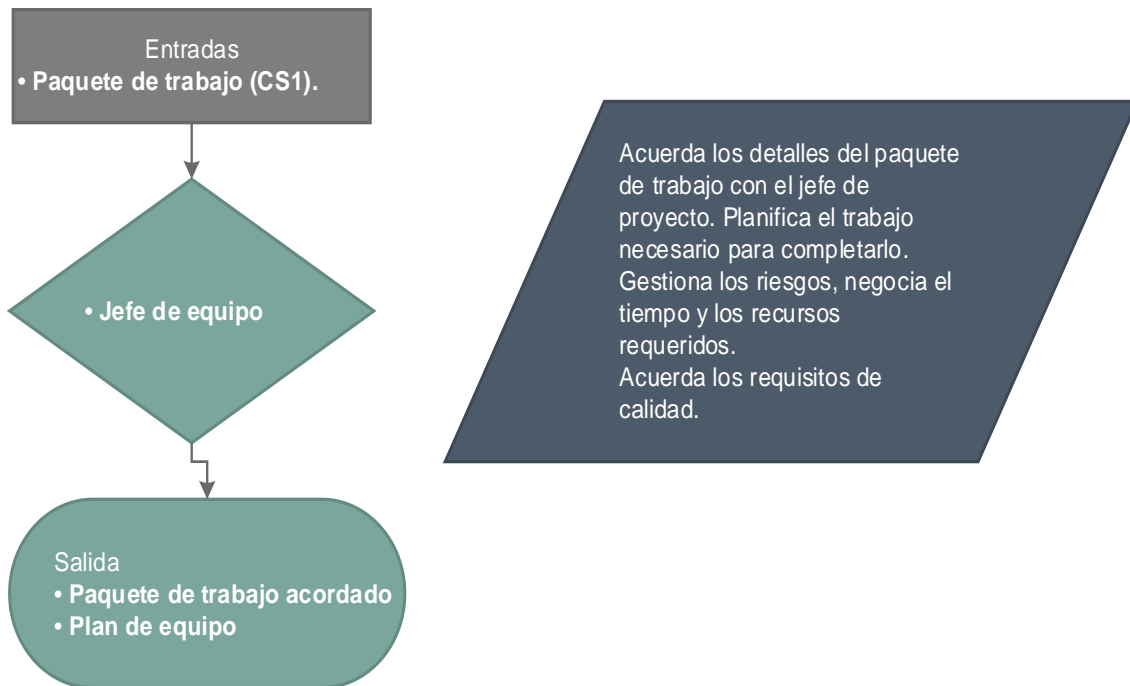 Entradas
• Paquete de trabajo (CS1).
• Jefe de equipo
Salida
• Paquete de trabajo acordado
• Plan de equipo
Acuerda los detalles del paquete
de trabajo con el jefe de
proyecto. Planifica el trabajo
necesario para completarlo.
Gestiona los riesgos, negocia el
tiempo y los recursos
requeridos.
Acuerda los requisitos de
calidad.